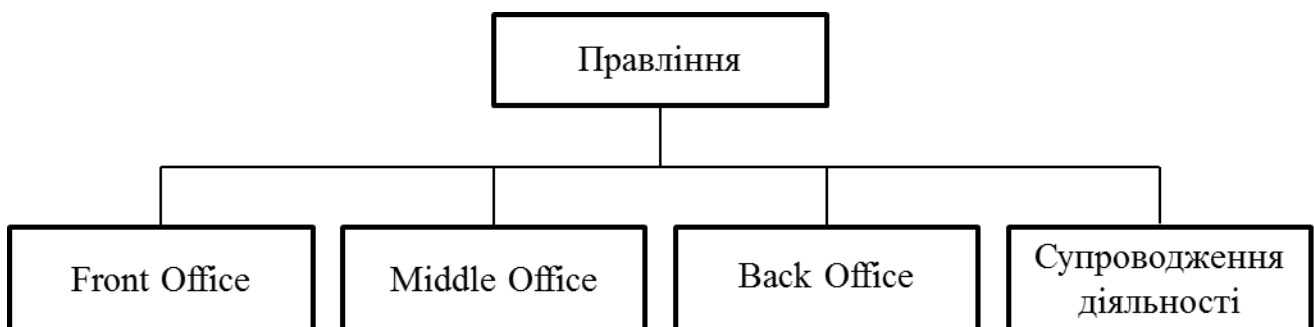 Правління
Front Office
Middle Office
Back Office
Супроводження
діяльності